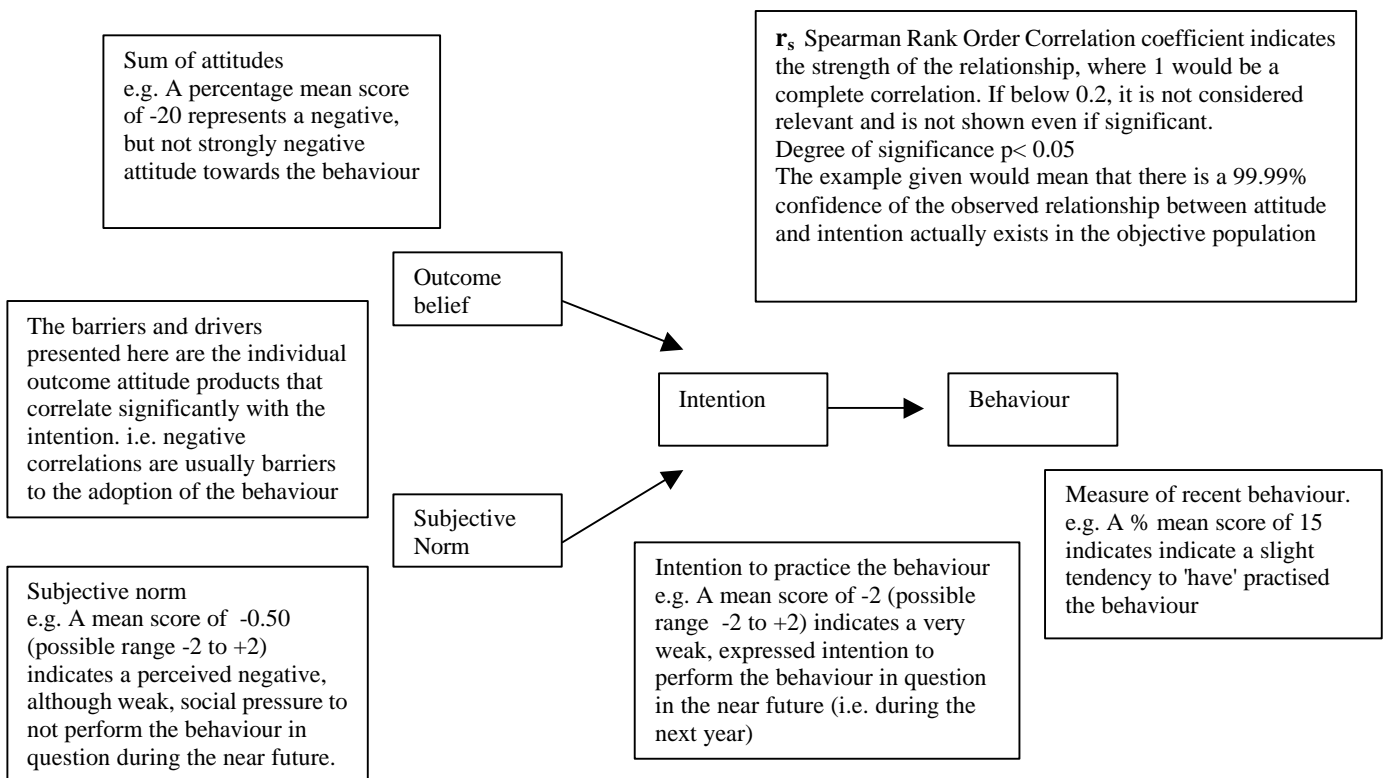 Sum of attitudes
e.g. A percentage mean score
of -20 represents a negative,
but not strongly negative
attitude towards the behaviour
r_s Spearman Rank Order Correlation coefficient indicates
the strength of the relationship, where 1 would be a
complete correlation. If below 0.2, it is not considered
relevant and is not shown even if significant.
Degree of significance p< 0.05
The example given would mean that there is a 99.99%
confidence of the observed relationship between attitude
and intention actually exists in the objective population
Outcome
belief
The barriers and drivers
presented here are the individual
outcome attitude products that
correlate significantly with the
intention. i.e. negative
correlations are usually barriers
to the adoption of the behaviour
Intention
Behaviour
Subjective
Norm
Measure of recent behaviour.
e.g. A % mean score of 15
indicates indicate a slight
tendency to 'have' practised
the behaviour
Subjective norm
e.g. A mean score of -0.50
(possible range -2 to +2)
indicates a perceived negative,
although weak, social pressure to
not perform the behaviour in
question during the near future.
Intention to practice the behaviour
e.g. A mean score of -2 (possible
range -2 to +2) indicates a very
weak, expressed intention to
perform the behaviour in question
in the near future (i.e. during the
next year)